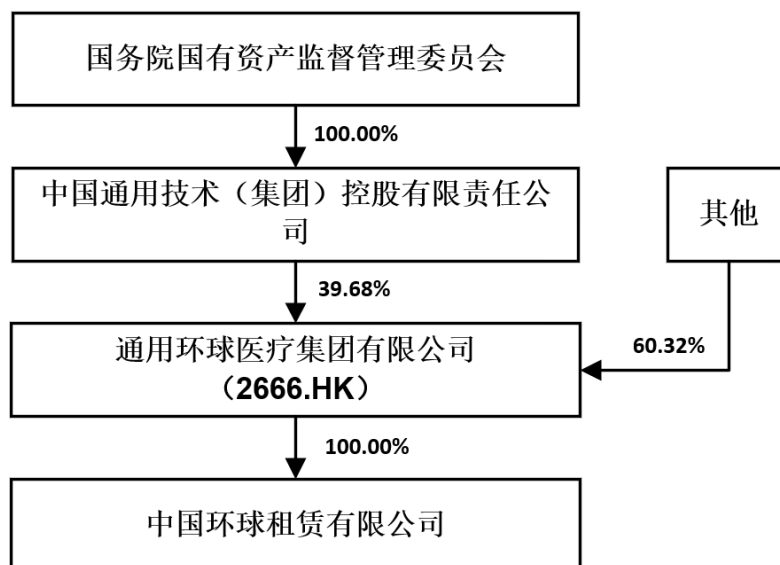 国务院国有资产监督管理委员会
100.00%
中国通用技术（集团）控股有限责任公
司
其他
39.68%
60.32%
通用环球医疗集团有限公司
（2666.HK）
100.00%
中国环球租赁有限公司